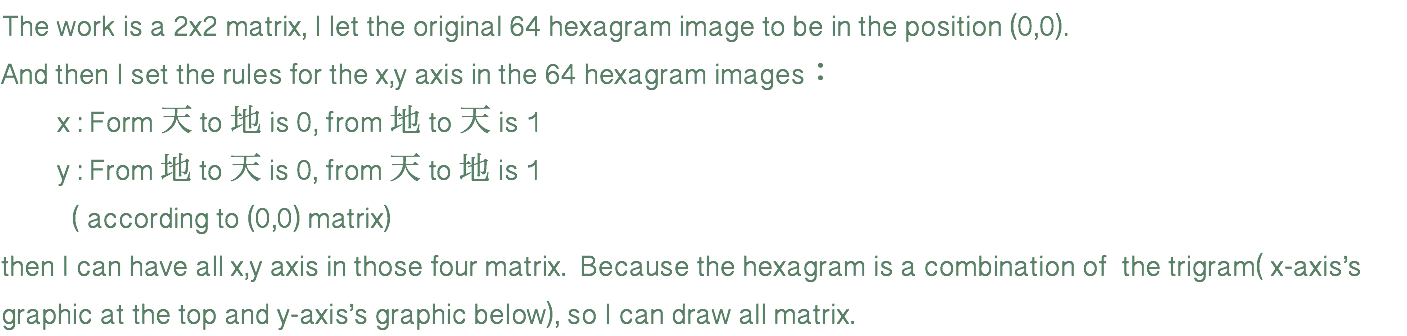 The work is a 2x2 matrix, I let the original 64 hexagram image to be in the position (0,0).
And then I set the rules for the x,y axis in the 64 hexagram images：
x : Form 天 to 地 is 0, from 地 to 天 is 1
y : From 地 to 天 is 0, from 天 to 地 is 1
( according to (0,0) matrix)
then I can have all x,y axis in those four matrix. Because the hexagram is a combination of the trigram( x-axis’s
graphic at the top and y-axis’s graphic below), so I can draw all matrix.